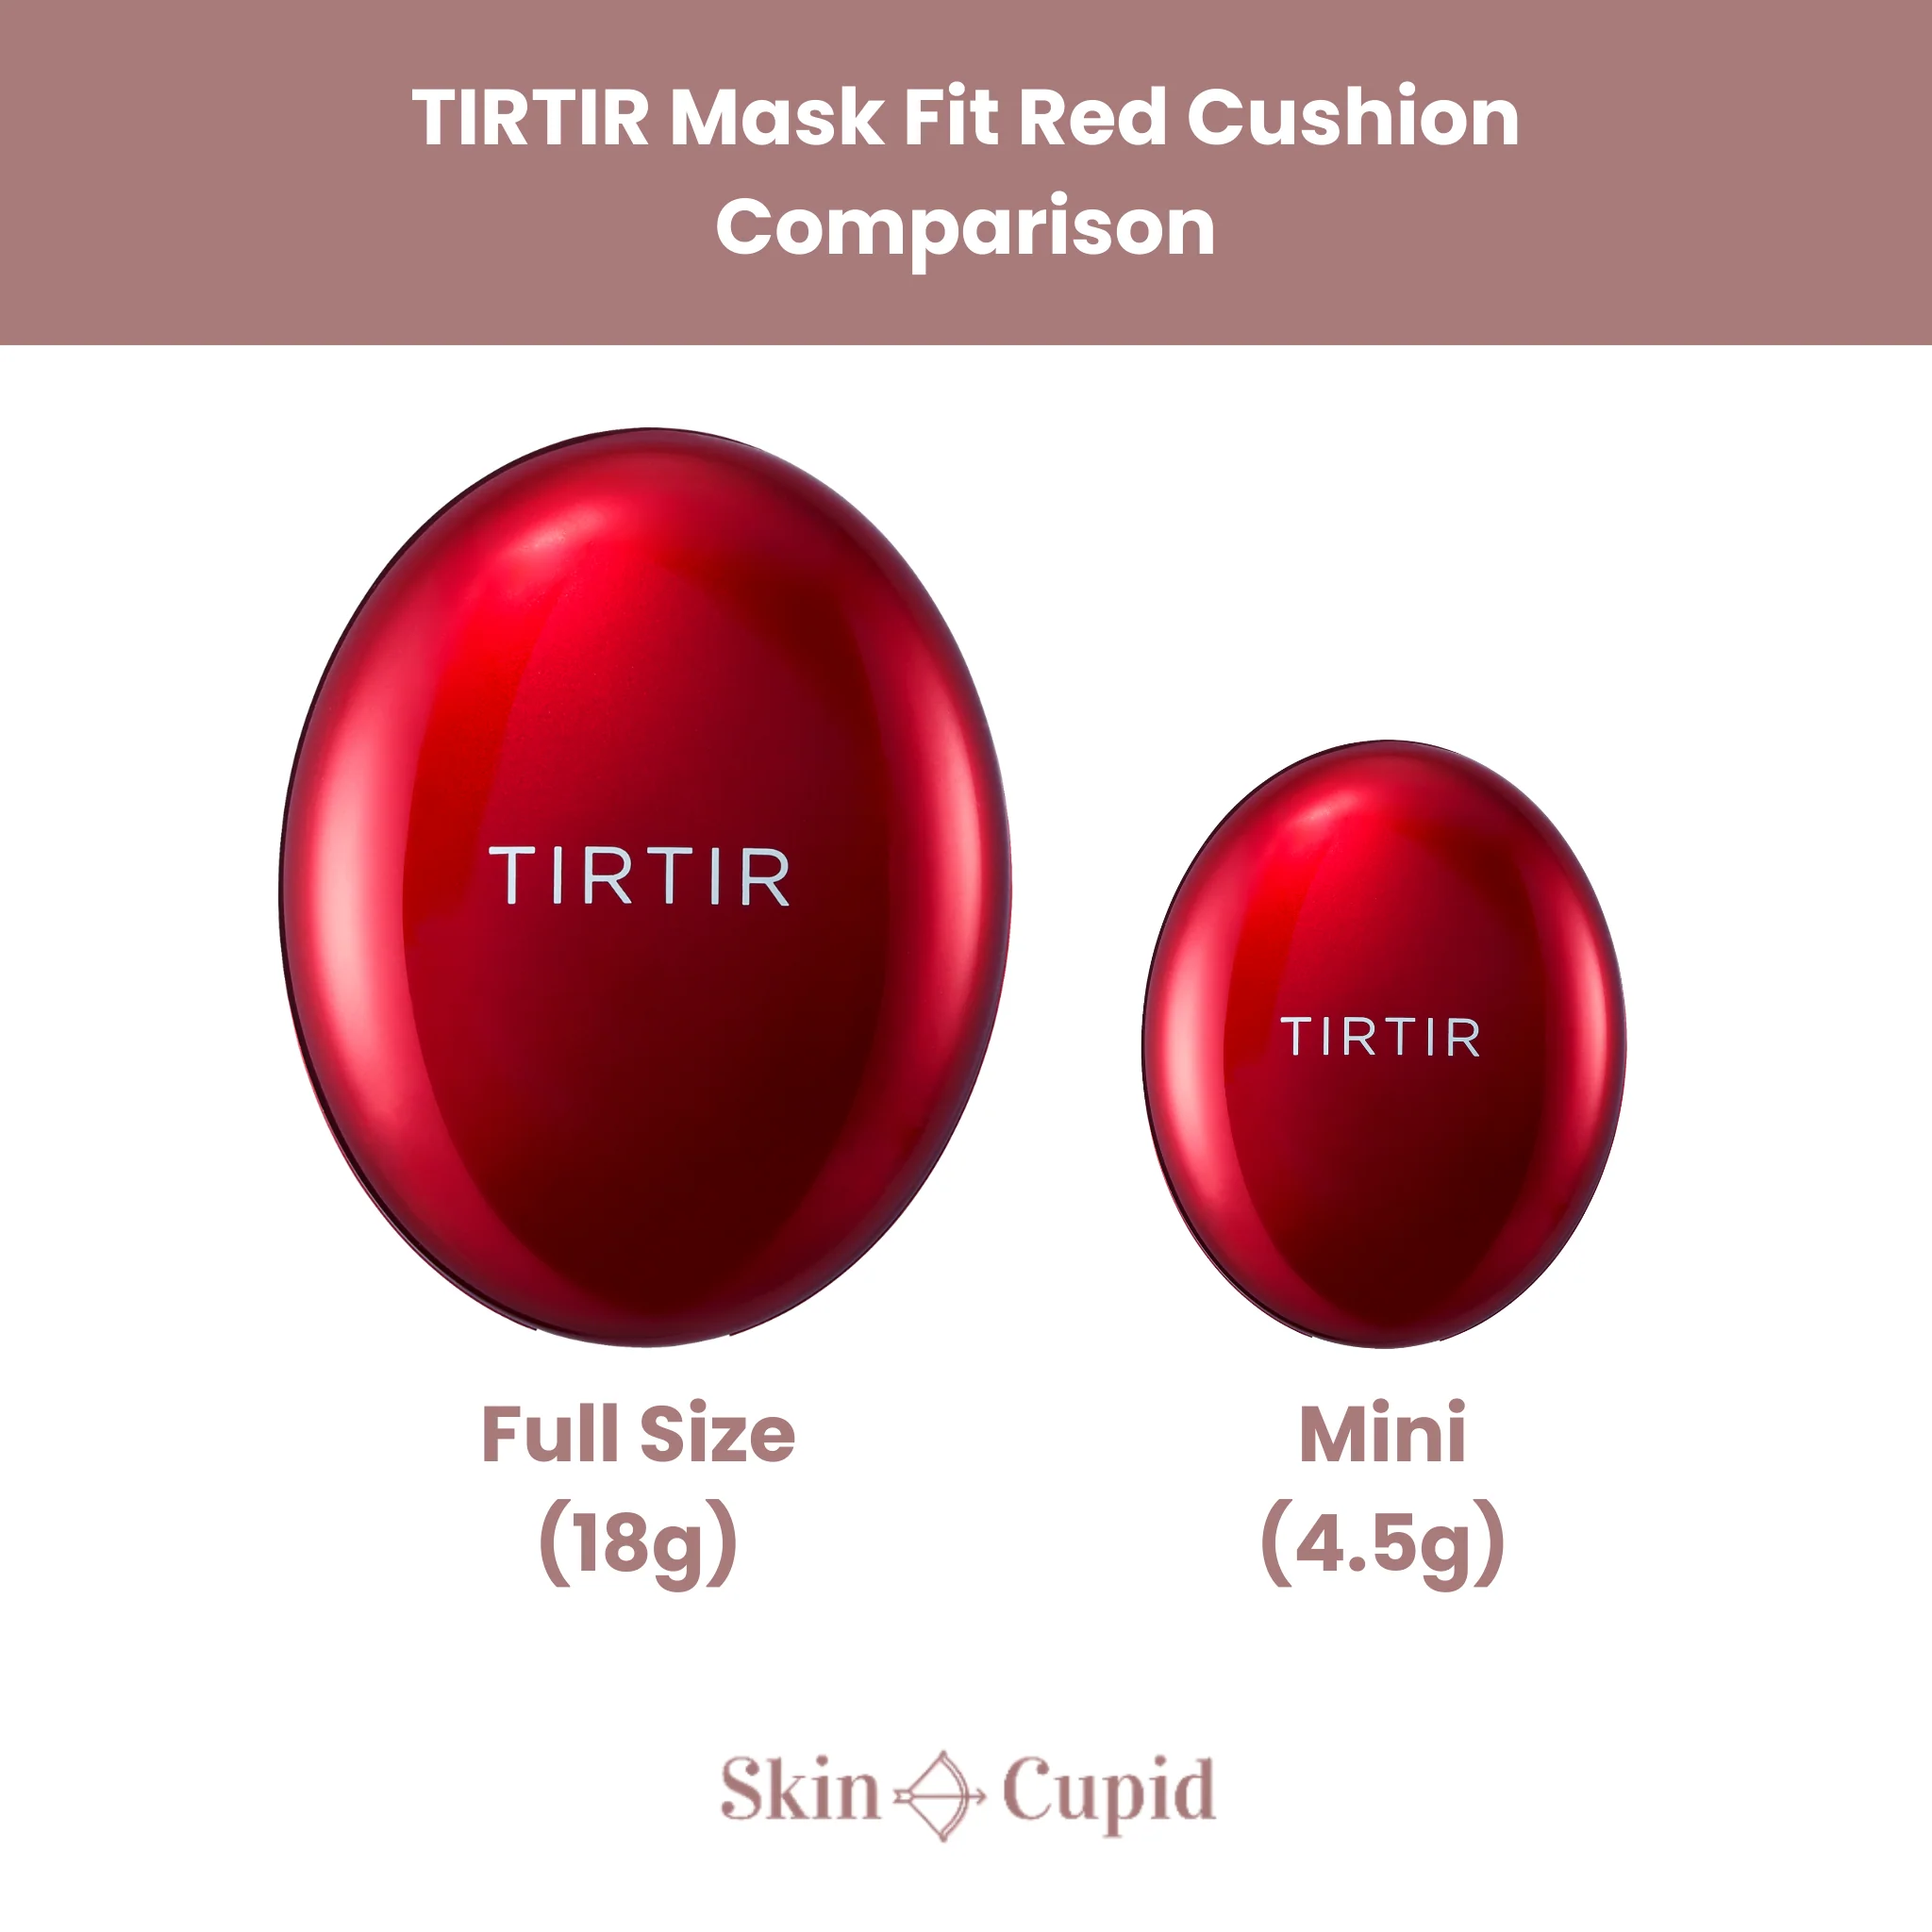 TIRTIR Mask Fit Red Cushion
Comparison
TIRTIR
TIRTIR
Full Size
(18g)
Mini
(4.5g)
Skin Cupid